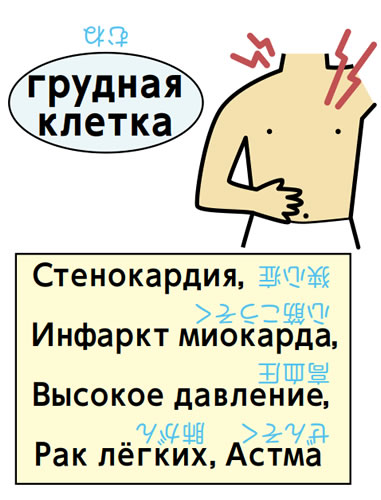 むね
грудная
клетка
Стенокардия, 狭心症
心筋こうそく
Инфаркт миокарда,
高血圧
Высокое давление,
肺がん ぜんそく
Рак лёгких, Астма